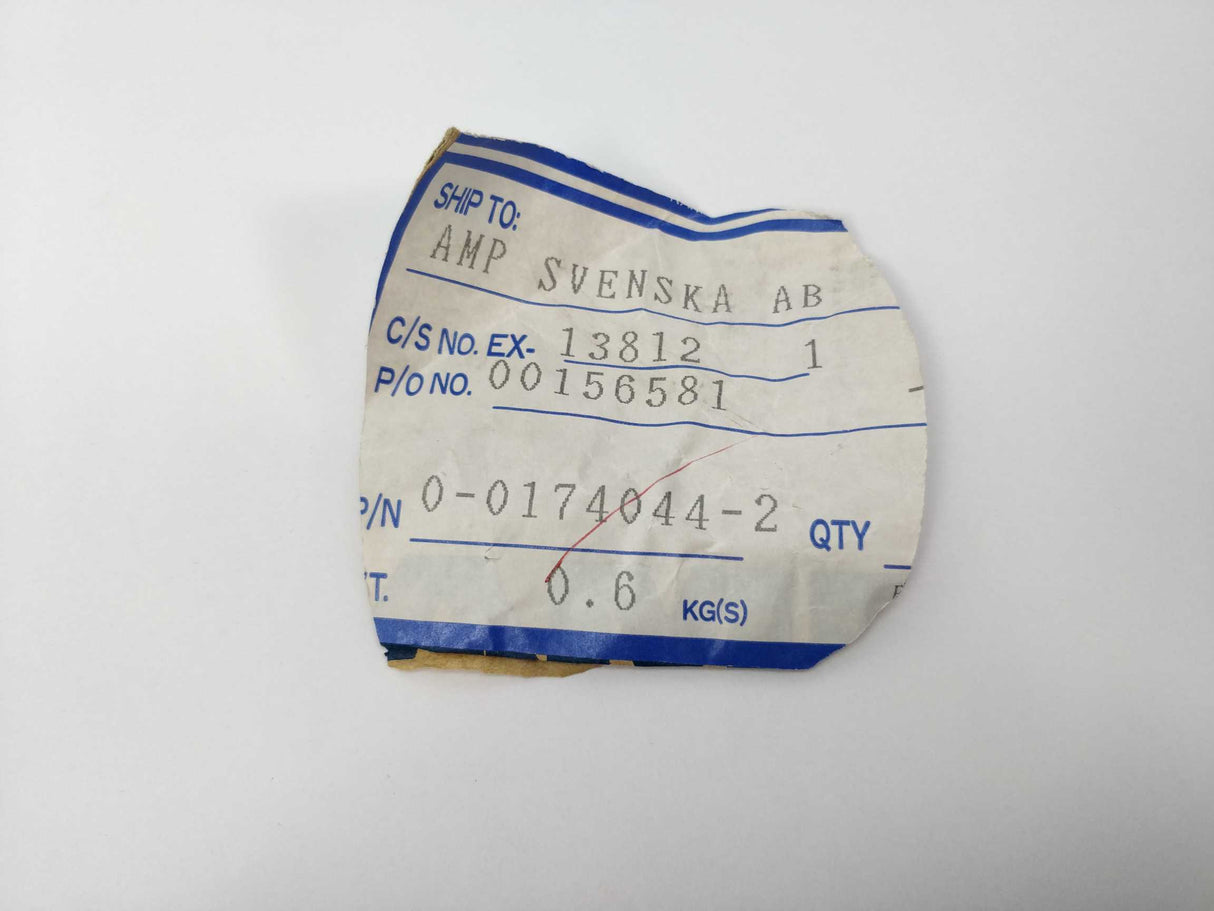 SHIP TO:
AMP SVENSKA AB
C/S NO. EX- 13812 1
P/O NO. 00156581
P/N 0-0174044-2 QTY
T. 0.6 KG(S)